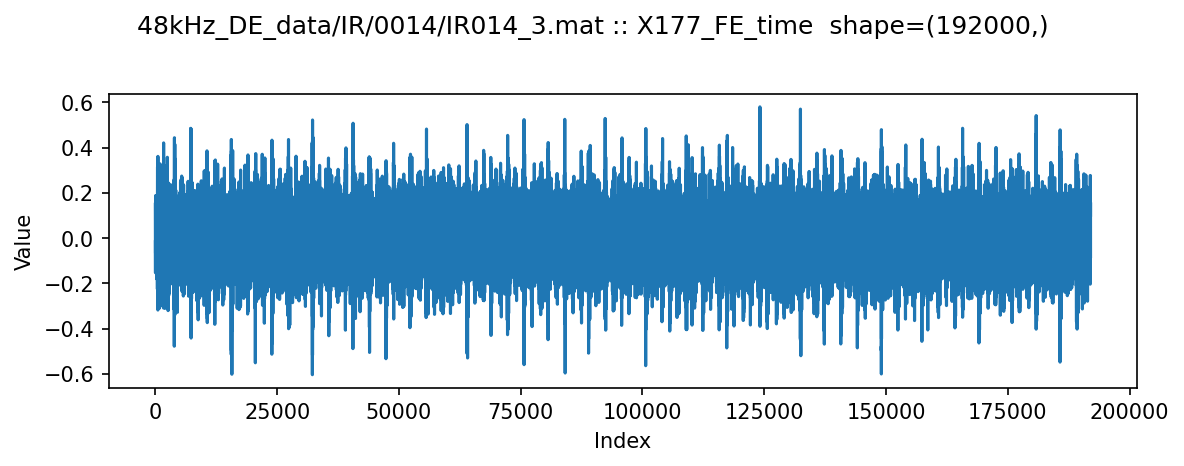 48kHz_DE_data/IR/0014/IR014_3.mat :: X177_FE_time  shape=(192000,)
0.6
0.4
0.2
0.0
−0.2
−0.4
−0.6
Value
0 25000 50000 75000 100000 125000 150000 175000 200000
Index